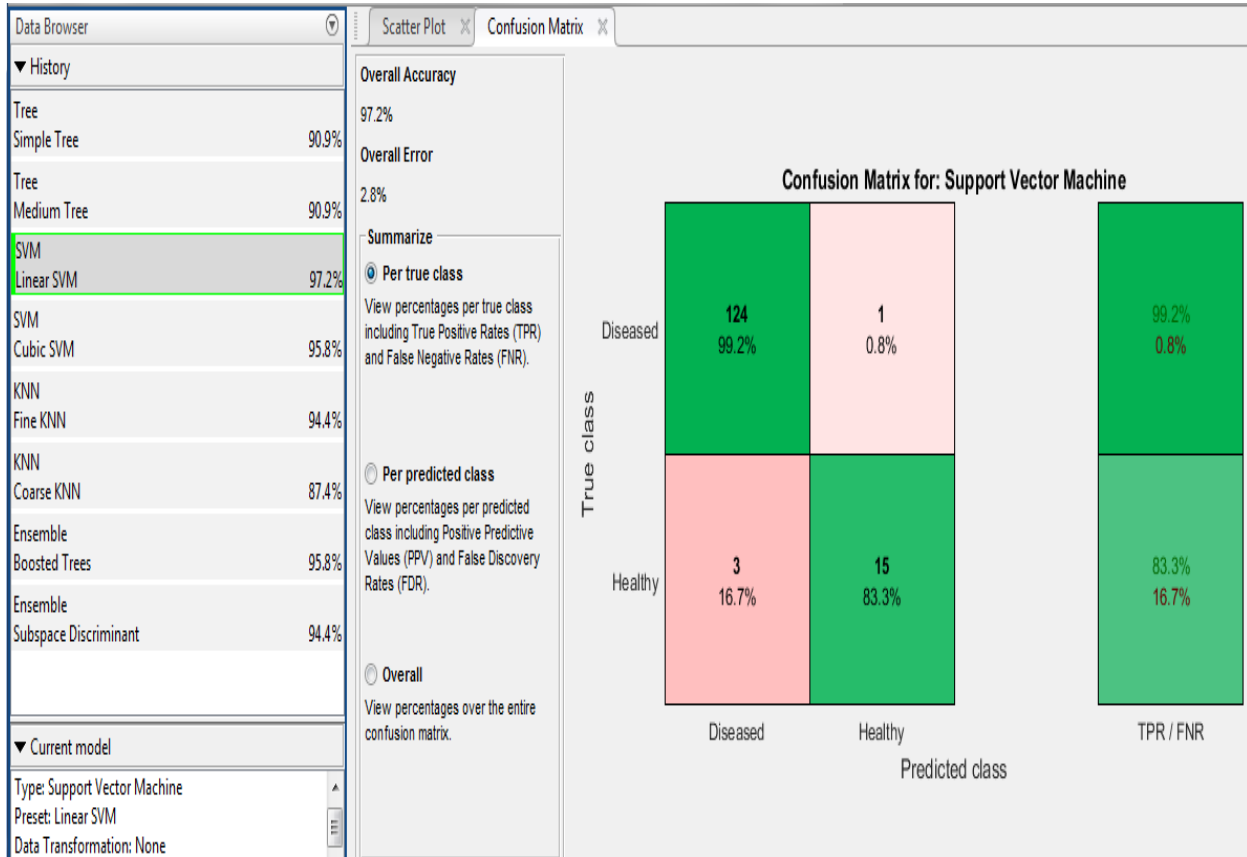 Data Browser
▼ History
Tree
Simple Tree 90.9%
Tree
Medium Tree 90.9%
SVM
Linear SVM 97.2%
SVM
Cubic SVM 95.8%
KNN
Fine KNN 94.4%
KNN
Coarse KNN 87.4%
Ensemble
Boosted Trees 95.8%
Ensemble
Subspace Discriminant 94.4%
▼ Current model
Type: Support Vector Machine
Preset: Linear SVM
Data Transformation: None
Scatter Plot
Confusion Matrix
Overall Accuracy
97.2%
Overall Error
2.8%
Summarize
Per true class
View percentages per true class
including True Positive Rates (TPR)
and False Negative Rates (FNR).
Per predicted class
View percentages per predicted
class including Positive Predictive
Values (PPV) and False Discovery
Rates (FDR).
Overall
View percentages over the entire
confusion matrix.
Confusion Matrix for: Support Vector Machine
True class
Diseased
124
99.2%
1
0.8%
99.2%
0.8%
Healthy
3
16.7%
15
83.3%
83.3%
16.7%
Diseased
Healthy
TPR / FNR
Predicted class